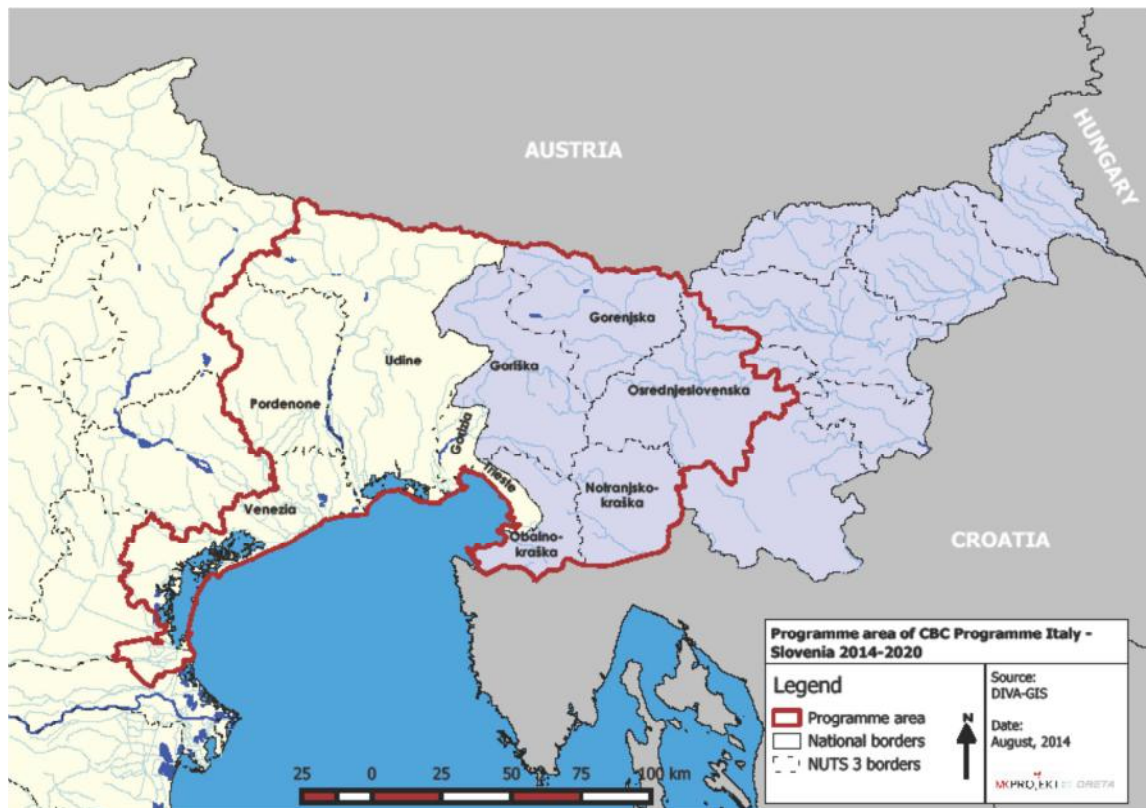 AUSTRIA
HUNGARY
Gorenjska
Udine
Goriška
Osrednjeslovenska
Pordenone
Gorizia
Trieste
Notranjsko-
kraška
Venezia
Obalno-
kraška
CROATIA
Programme area of CBC Programme Italy -
Slovenia 2014-2020
Legend
Programme area
National borders
NUTS 3 borders
N
Source:
DIVA-GIS
Date:
August, 2014
25 0 25 50 75 100 km